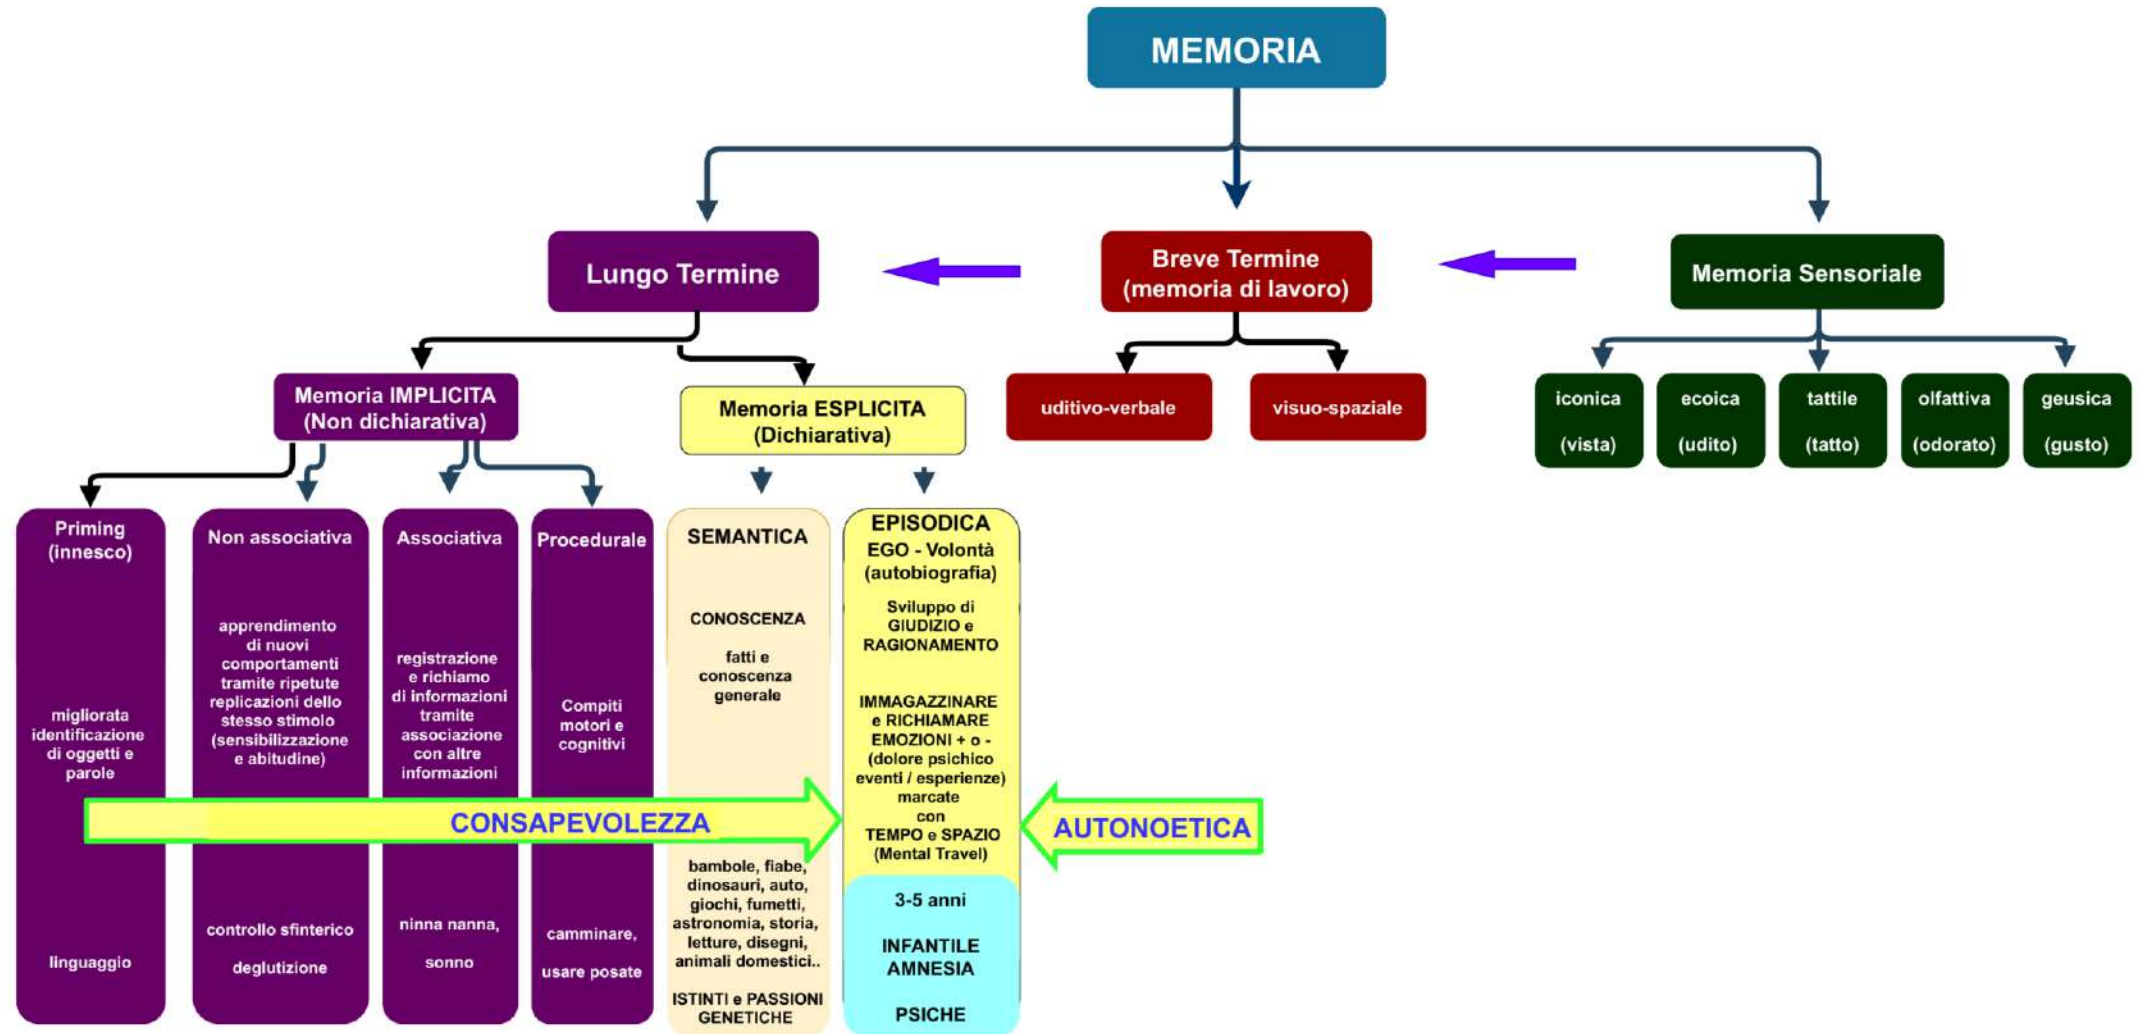 MEMORIA
Lungo Termine
Breve Termine
(memoria di lavoro)
Memoria Sensoriale
Memoria IMPLICITA
(Non dichiarativa)
Memoria ESPLICITA
(Dichiarativa)
uditivo-verbale
visuo-spaziale
iconica
(vista)
ecoica
(udito)
tattile
(tatto)
olfattiva
(odorato)
geusica
(gusto)
Priming
(innesco)
migliorata
identificazione
di oggetti e
parole
linguaggio
Non associativa
apprendimento
di nuovi
comportamenti
tramite ripetute
replicazioni dello
stesso stimolo
(sensibilizzazione
e abitudine)
controllo sfinterico
deglutizione
Associativa
registrazione
e richiamo
di informazioni
tramite
associazione
con altre
informazioni
ninna nanna,
sonno
Procedurale
Compiti
motori e
cognitivi
camminare,
usare posate
SEMANTICA
CONOSCENZA
fatti e
conoscenza
generale
bambole, fiabe,
dinosauri, auto,
giochi, fumetti,
astronomia, storia,
letture, disegni,
animali domestici..
ISTINTI e PASSIONI
GENETICHE
EPISODICA
EGO - Volontà
(autobiografia)
Sviluppo di
GIUDIZIO e
RAGIONAMENTO
IMMAGAZZINARE
e RICHIAMARE
EMOZIONI + o -
(dolore psichico
eventi / esperienze)
marcate
con
TEMPO e SPAZIO
(Mental Travel)
3-5 anni
INFANTILE
AMNESIA
PSICHE
CONSAPEVOLEZZA
AUTONOETICA